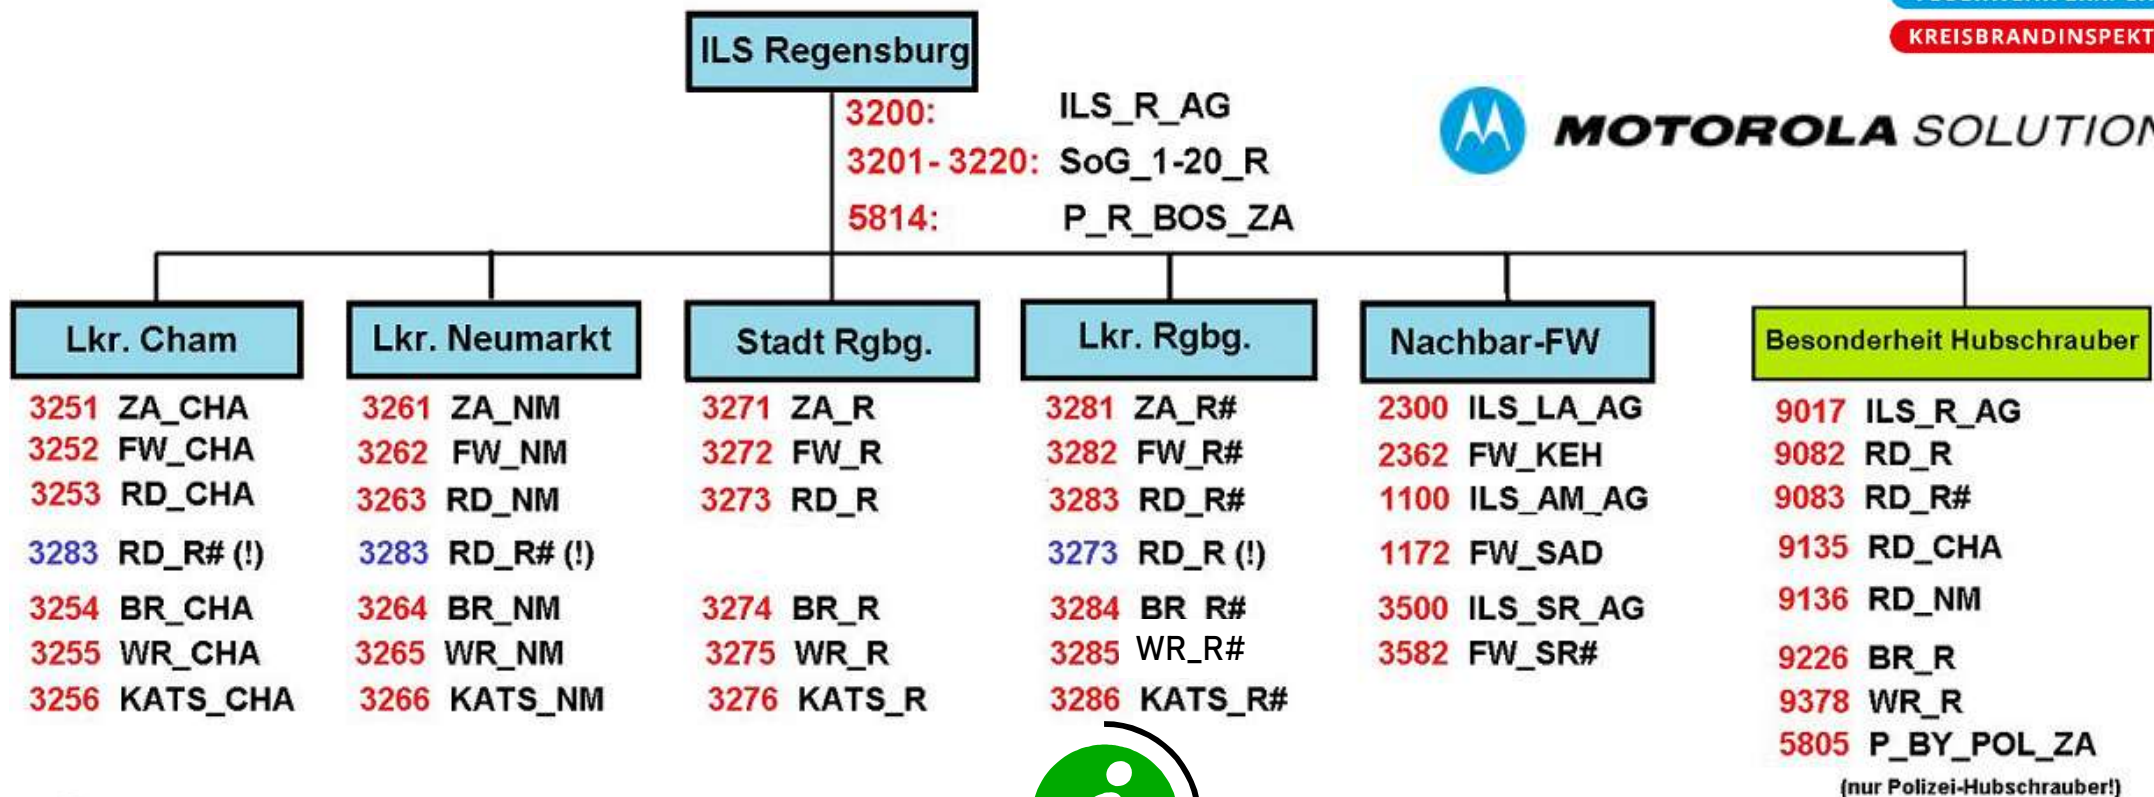 KREISBRANDINSPEKT
MOTOROLA SOLUTION
ILS Regensburg
3200: ILS_R_AG
3201- 3220: SoG_1-20_R
5814: P_R_BOS_ZA
Lkr. Cham
3251 ZA_CHA
3252 FW_CHA
3253 RD_CHA
3283 RD_R# (!)
3254 BR_CHA
3255 WR_CHA
3256 KATS_CHA
Lkr. Neumarkt
3261 ZA_NM
3262 FW_NM
3263 RD_NM
3283 RD_R# (!)
3264 BR_NM
3265 WR_NM
3266 KATS_NM
Stadt Rgbg.
3271 ZA_R
3272 FW_R
3273 RD_R
3274 BR_R
3275 WR_R
3276 KATS_R
Lkr. Rgbg.
3281 ZA_R#
3282 FW_R#
3283 RD_R#
3273 RD_R (!)
3284 BR R#
3285 WR_R#
3286 KATS_R#
Nachbar-FW
2300 ILS_LA_AG
2362 FW_KEH
1100 ILS_AM_AG
1172 FW_SAD
3500 ILS_SR_AG
3582 FW_SR#
Besonderheit Hubschrauber
9017 ILS_R_AG
9082 RD_R
9083 RD_R#
9135 RD_CHA
9136 RD_NM
9226 BR_R
9378 WR_R
5805 P_BY_POL_ZA
(nur Polizei-Hubschrauber!)